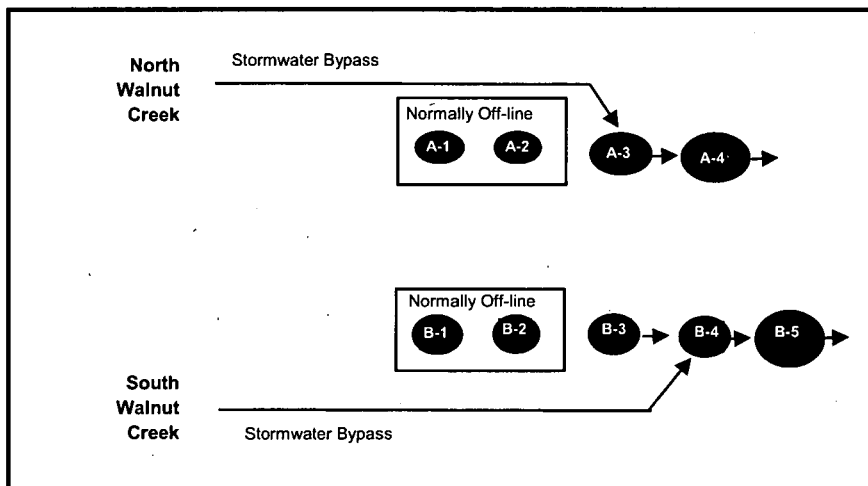 North
Walnut
Creek
Stormwater Bypass
Normally Off-line
A-1 A-2 A-3 A-4
Normally Off-line
B-1 B-2 B-3 B-4 B-5
South
Walnut
Creek
Stormwater Bypass